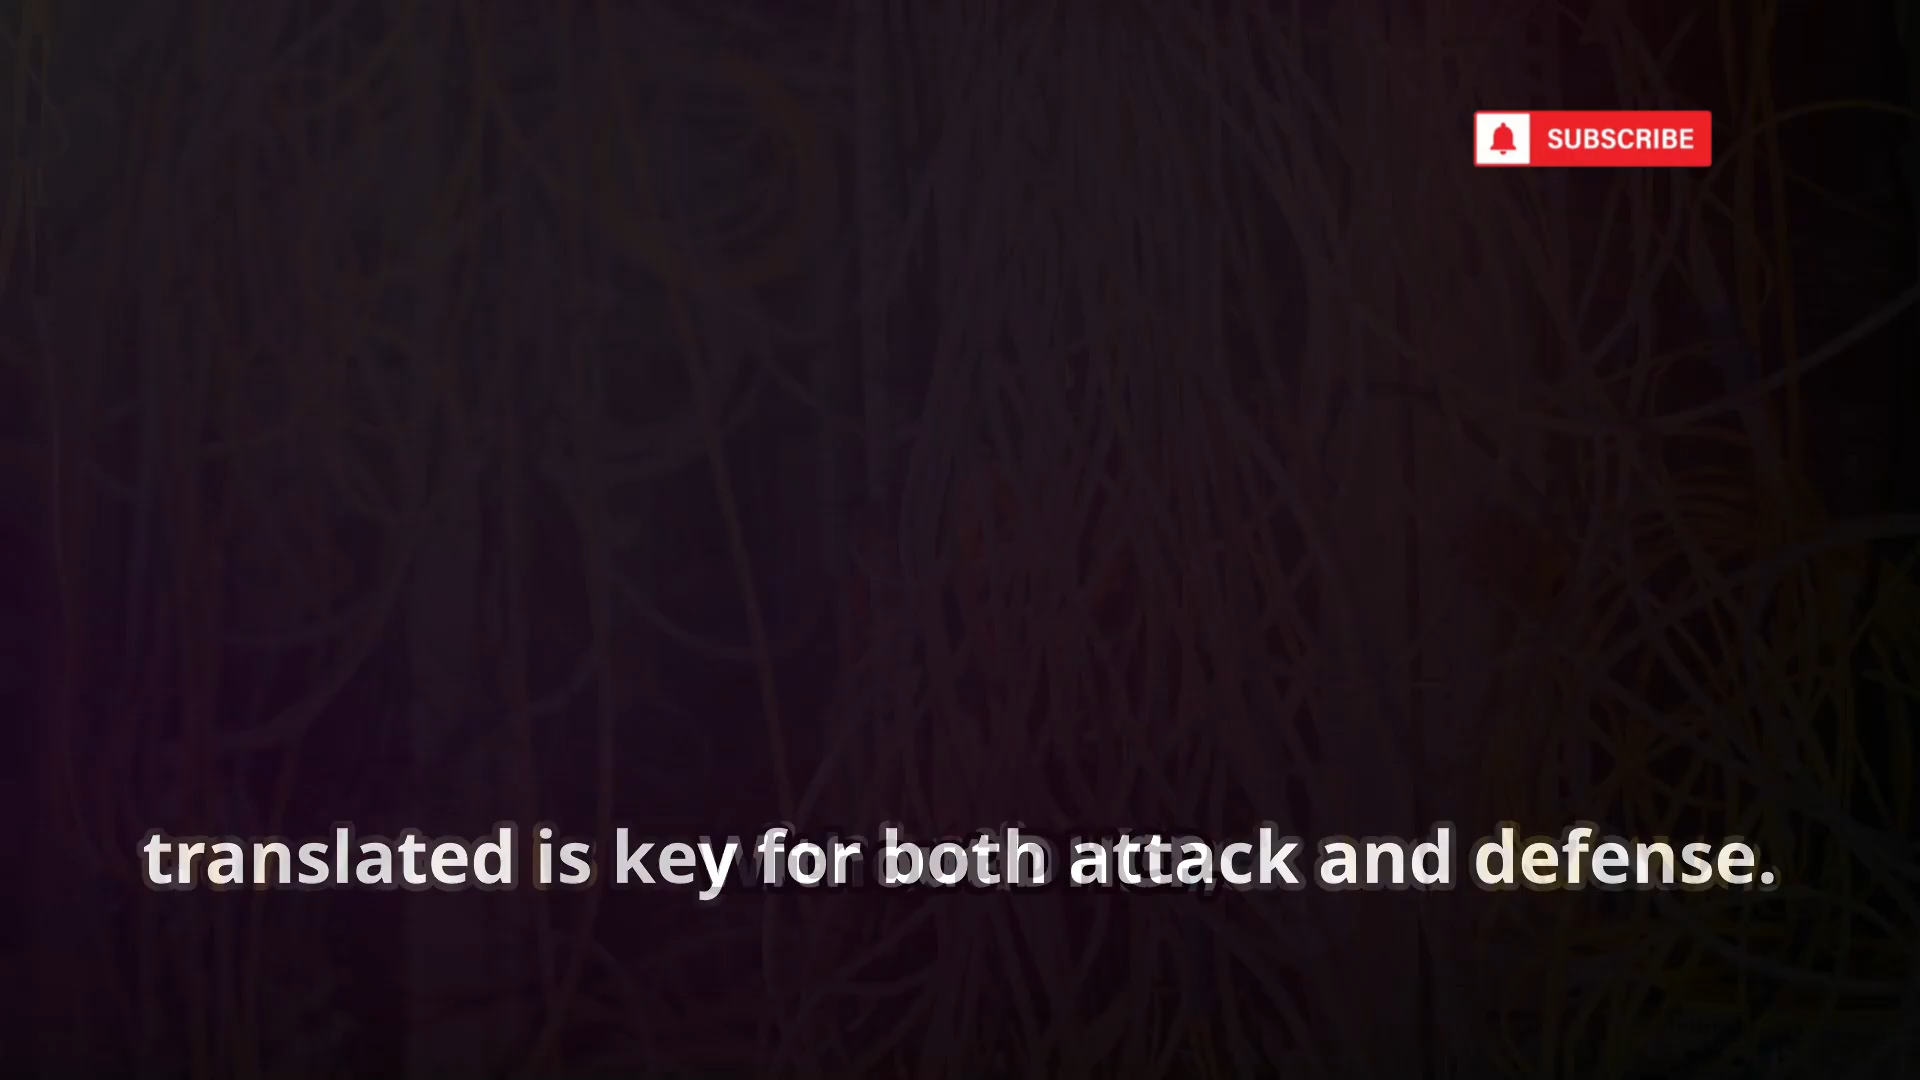 SUBSCRIBE
translated is key for both attack and defense.